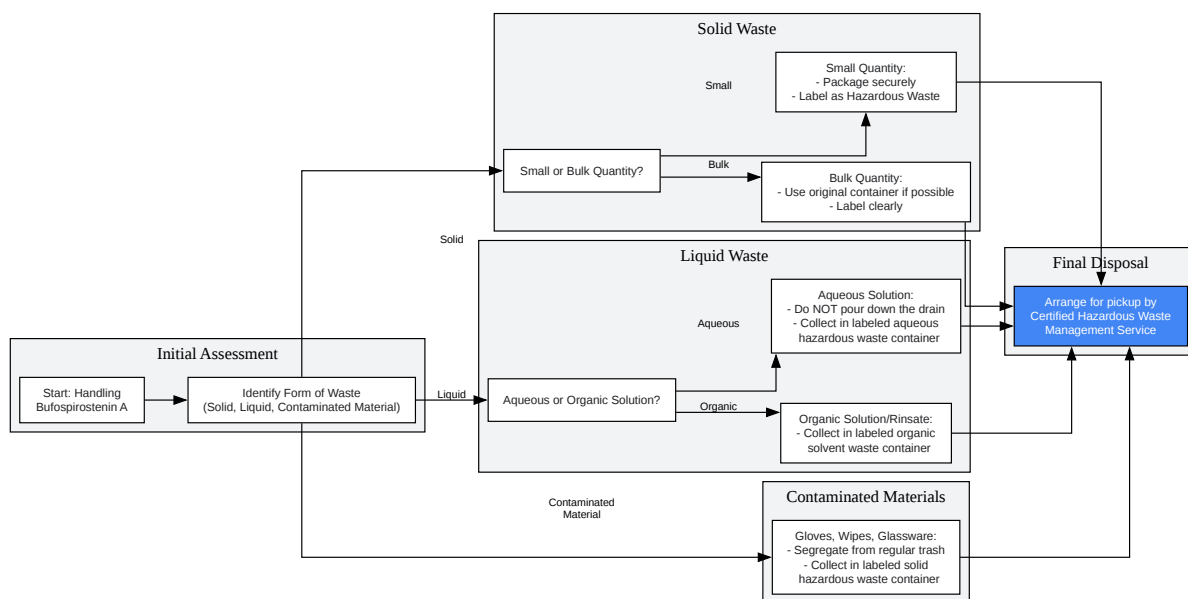 Solid Waste
Small Quantity:
- Package securely
- Label as Hazardous Waste
Small
Small or Bulk Quantity?
Bulk
Bulk Quantity:
- Use original container if possible
- Label clearly
Solid
Liquid Waste
Aqueous Solution:
- Do NOT pour down the drain
- Collect in labeled aqueous
hazardous waste container
Aqueous
Aqueous or Organic Solution?
Organic
Organic Solution/Rinsate:
- Collect in labeled organic
solvent waste container
Final Disposal
Arrange for pickup by
Certified Hazardous Waste
Management Service
Initial Assessment
Start: Handling
Bufospirostenin A
Identify Form of Waste
(Solid, Liquid, Contaminated Material)
Liquid
Contaminated
Material
Contaminated Materials
Gloves, Wipes, Glassware:
- Segregate from regular trash
- Collect in labeled solid
hazardous waste container